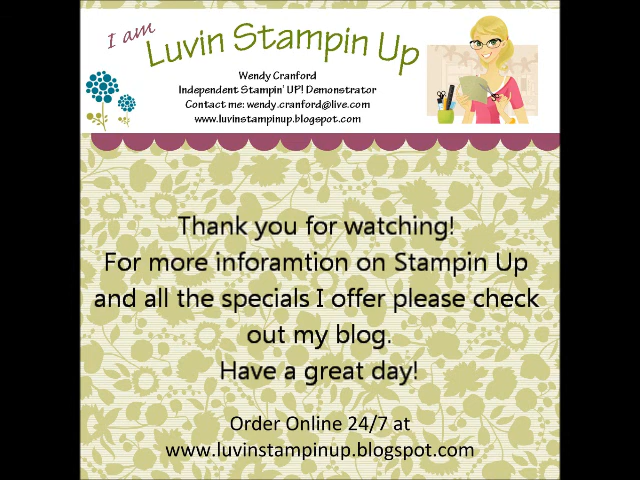 I am
Luvin Stampin Up
Wendy Cranford
Independent Stampin' UP! Demonstrator
Contact me: wendy.cranford@live.com
www.luvinstampinup.blogspot.com
Thank you for watching!
For more inforamtion on Stampin Up
and all the specials I offer please check
out my blog.
Have a great day!
Order Online 24/7 at
www.luvinstampinup.blogspot.com